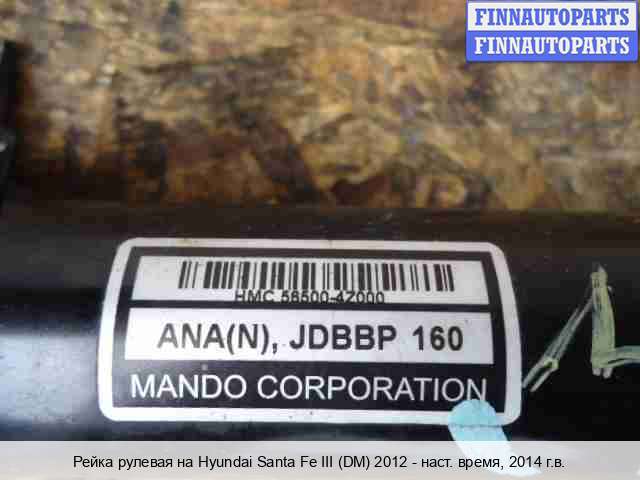 FINNAUTOPARTS
FINNAUTOPARTS
HMC 56500-4Z000
ANA(N), JDBBP 160
MANDO CORPORATION
Рейка рулевая на Hyundai Santa Fe III (DM) 2012 - наст. время, 2014 г.в.